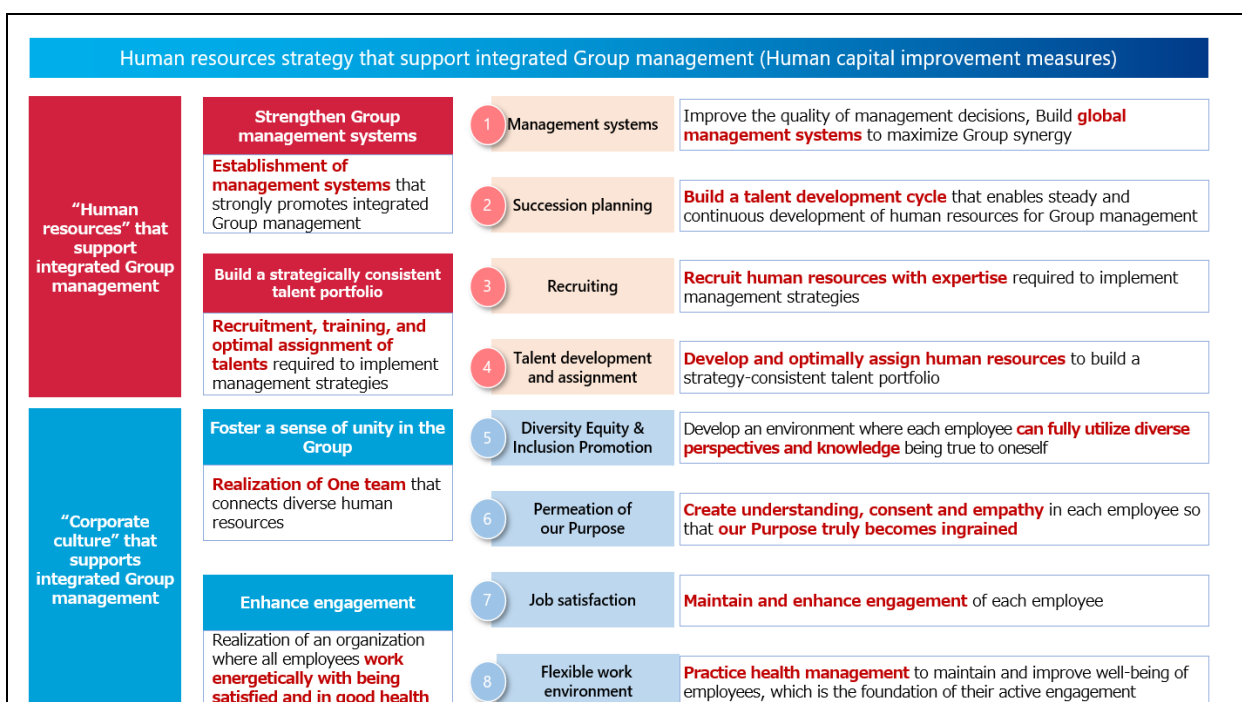 Human resources strategy that support integrated Group management (Human capital improvement measures)
“Human
resources” that
support
integrated Group
management
Strengthen Group
management systems
Establishment of
management systems that
strongly promotes integrated
Group management
Build a strategically consistent
talent portfolio
Recruitment, training, and
optimal assignment of
talents required to implement
management strategies
1 Management systems
Improve the quality of management decisions, Build global
management systems to maximize Group synergy
2 Succession planning
Build a talent development cycle that enables steady and
continuous development of human resources for Group management
3 Recruiting
Recruit human resources with expertise required to implement
management strategies
4 Talent development
and assignment
Develop and optimally assign human resources to build a
strategy-consistent talent portfolio
“Corporate
culture” that
supports
integrated Group
management
Foster a sense of unity in the
Group
Realization of One team that
connects diverse human
resources
Enhance engagement
Realization of an organization
where all employees work
energetically with being
satisfied and in good health
5 Diversity Equity &
Inclusion Promotion
Develop an environment where each employee can fully utilize diverse
perspectives and knowledge being true to oneself
6 Permeation of
our Purpose
Create understanding, consent and empathy in each employee so
that our Purpose truly becomes ingrained
7 Job satisfaction
Maintain and enhance engagement of each employee
8 Flexible work
environment
Practice health management to maintain and improve well-being of
employees, which is the foundation of their active engagement